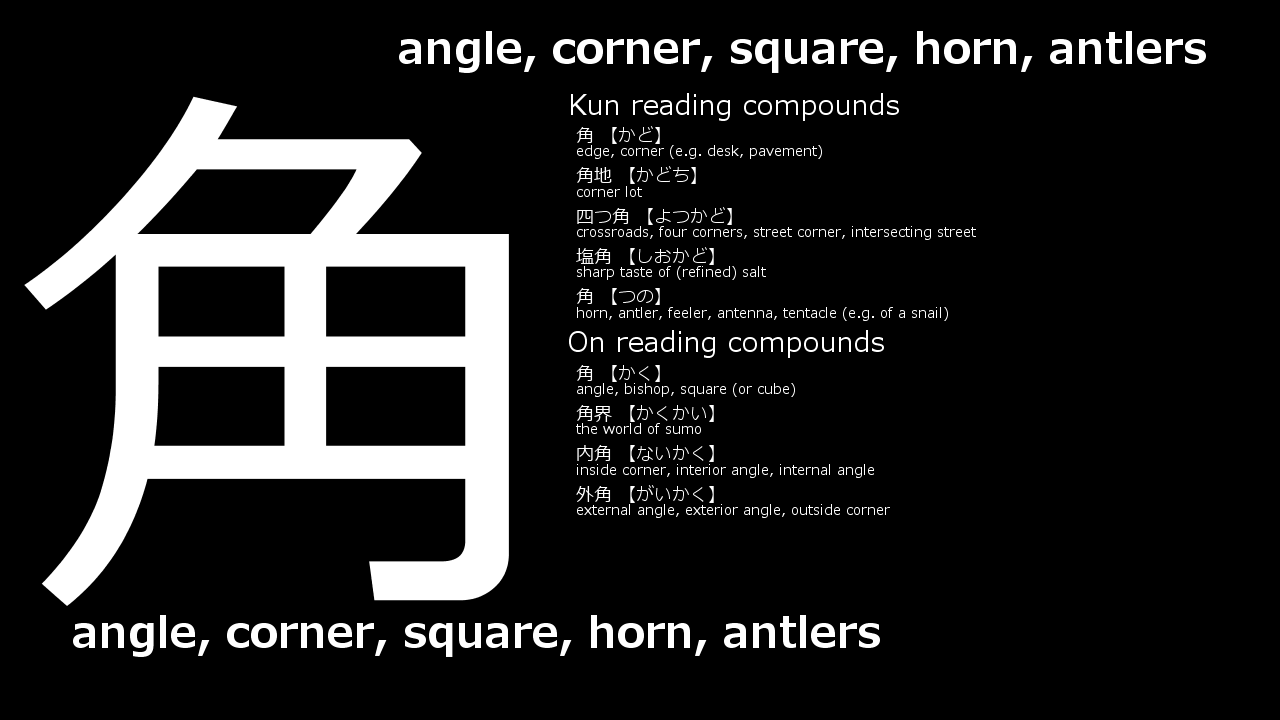 angle, corner, square, horn, antlers
角
Kun reading compounds
角 【かど】
edge, corner (e.g. desk, pavement)
角地 【かどち】
corner lot
四つ角 【よつかど】
crossroads, four corners, street corner, intersecting street
塩角 【しおかど】
sharp taste of (refined) salt
角 【つの】
horn, antler, feeler, antenna, tentacle (e.g. of a snail)
On reading compounds
角 【かく】
angle, bishop, square (or cube)
角界 【かくかい】
the world of sumo
内角 【ないかく】
inside corner, interior angle, internal angle
外角 【がいかく】
external angle, exterior angle, outside corner
angle, corner, square, horn, antlers